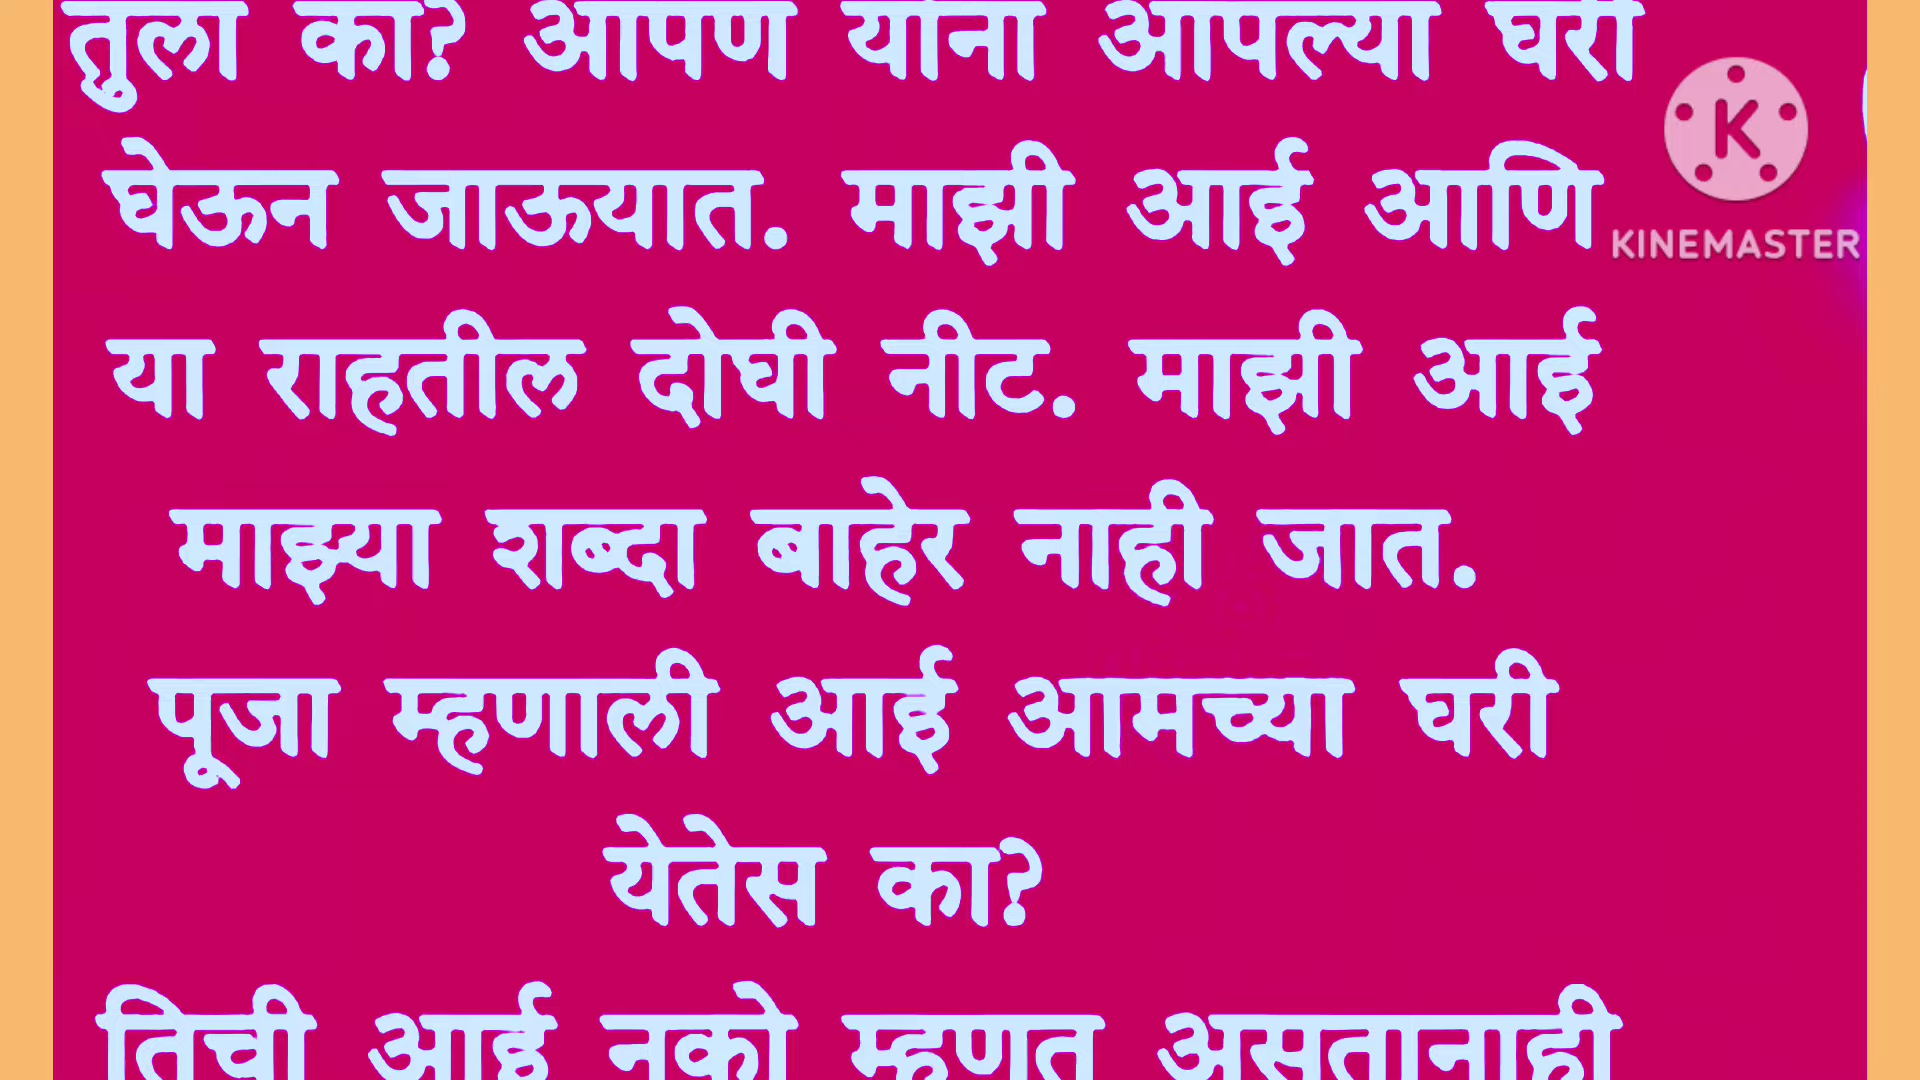 तुला का? आपण यांना आपल्या घरी
घेऊन जाऊयात. माझी आई आणि
या राहतील दोघी नीट. माझी आई
माझ्या शब्दा बाहेर नाही जात.
पूजा म्हणाली आई आमच्या घरी
येतेस का?
तिची आई नको म्हणत असतानाही
KINEMASTER